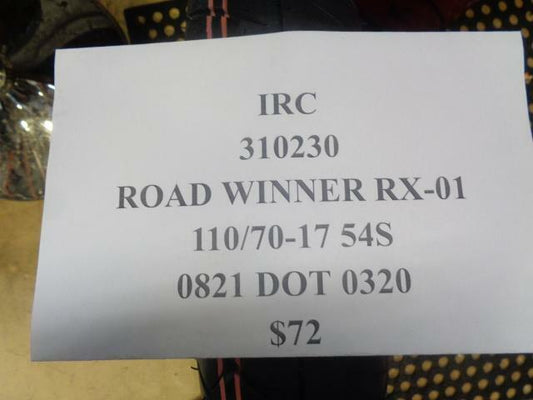 IRC
310230
ROAD WINNER RX-01
110/70-17 54S
0821 DOT 0320
$72